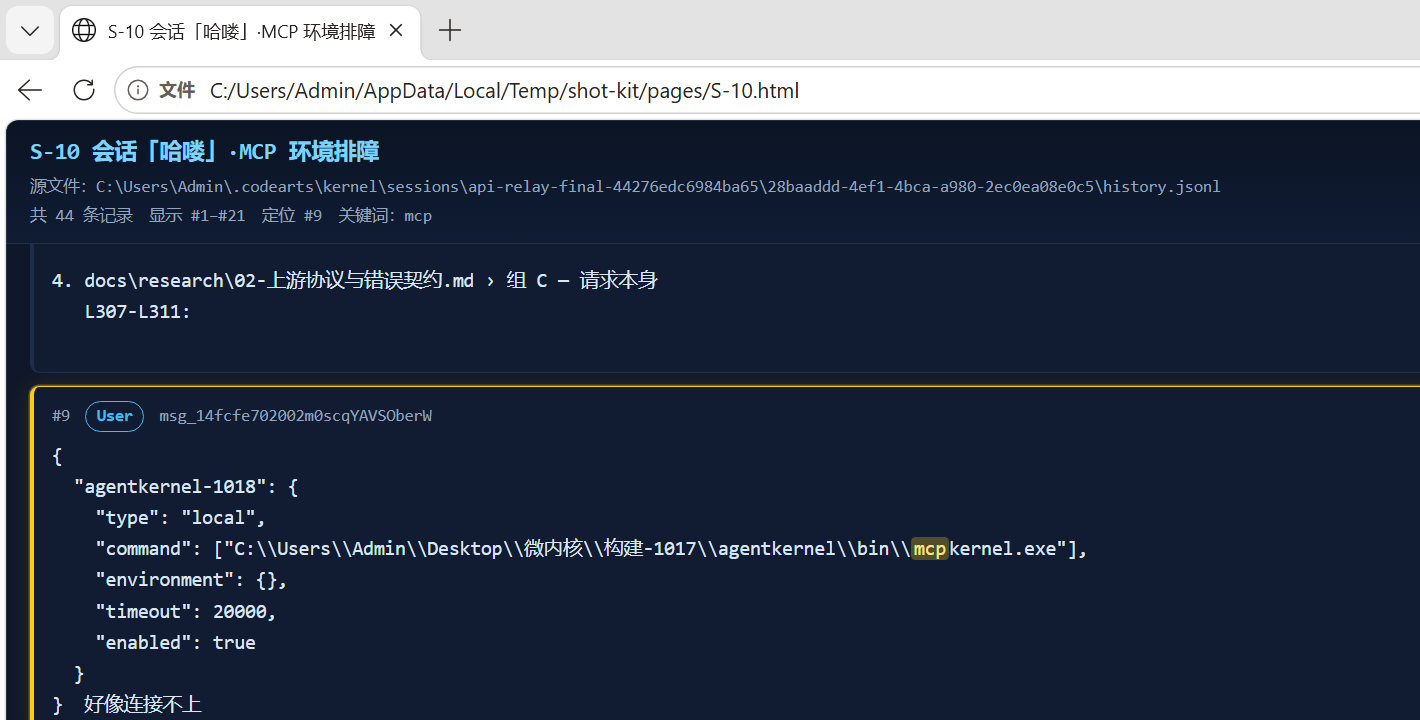 S-10 会话「哈喽」·MCP 环境排障
文件 C:/Users/Admin/AppData/Local/Temp/shot-kit/pages/S-10.html
S-10 会话「哈喽」·MCP 环境排障
源文件: C:\Users\Admin\.codearts\kernel\sessions\api-relay-final-44276edc6984ba65\28baaddd-4ef1-4bca-a980-2ec0ea08e0c5\history.jsonl
共 44 条记录 显示 #1–#21 定位 #9 关键词: mcp
4. docs\research\02-上游协议与错误契约.md › 组 C — 请求本身
L307-L311:
#9 User msg_14fcfe702002m0scqYAVSOberW
{
"agentkernel-1018": {
"type": "local",
"command": ["C:\\Users\\Admin\\Desktop\\微内核\\构建-1017\\agentkernel\\bin\\mcpkernel.exe"],
"environment": {},
"timeout": 20000,
"enabled": true
}
} 好像连接不上